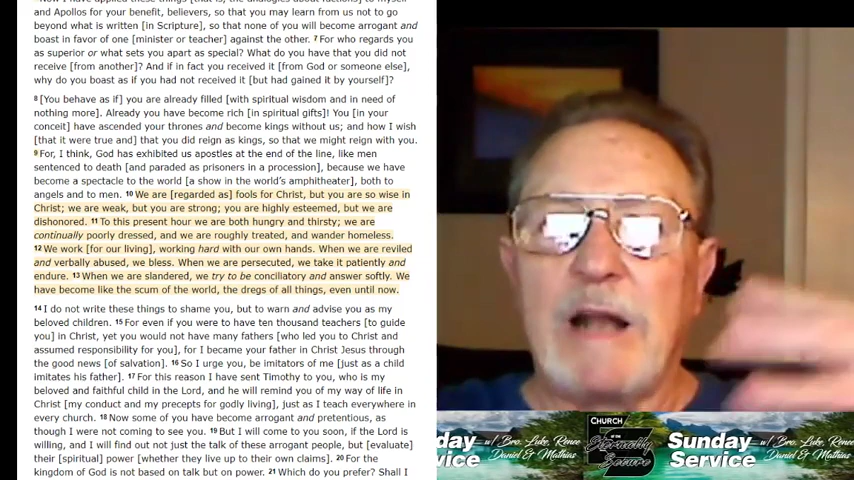 Now I have applied these things [that is, the analogies about factions] to myself
and Apollos for your benefit, believers, so that you may learn from us not to go
beyond what is written [in Scripture], so that none of you will become arrogant and
boast in favor of one [minister or teacher] against the other. 7 For who regards you
as superior or what sets you apart as special? What do you have that you did not
receive [from another]? And if in fact you received it [from God or someone else],
why do you boast as if you had not received it [but had gained it by yourself]?
8 [You behave as if] you are already filled [with spiritual wisdom and in need of
nothing more]. Already you have become rich [in spiritual gifts]! You [in your
conceit] have ascended your thrones and become kings without us; and how I wish
[that it were true and] that you did reign as kings, so that we might reign with you.
9 For, I think, God has exhibited us apostles at the end of the line, like men
sentenced to death [and paraded as prisoners in a procession], because we have
become a spectacle to the world [a show in the world's amphitheater], both to
angels and to men. 10 We are [regarded as] fools for Christ, but you are so wise in
Christ; we are weak, but you are strong; you are highly esteemed, but we are
dishonored. 11 To this present hour we are both hungry and thirsty; we are
continually poorly dressed, and we are roughly treated, and wander homeless.
12 We work [for our living], working hard with our own hands. When we are reviled
and verbally abused, we bless. When we are persecuted, we take it patiently and
endure. 13 When we are slandered, we try to be conciliatory and answer softly. We
have become like the scum of the world, the dregs of all things, even until now.
14 I do not write these things to shame you, but to warn and advise you as my
beloved children. 15 For even if you were to have ten thousand teachers [to guide
you] in Christ, yet you would not have many fathers [who led you to Christ and
assumed responsibility for you], for I became your father in Christ Jesus through
the good news [of salvation]. 16 So I urge you, be imitators of me [just as a child
imitates his father]. 17 For this reason I have sent Timothy to you, who is my
beloved and faithful child in the Lord, and he will remind you of my way of life in
Christ [my conduct and my precepts for godly living], just as I teach everywhere in
every church. 18 Now some of you have become arrogant and pretentious, as
though I were not coming to see you. 19 But I will come to you soon, if the Lord is
willing, and I will find out not just the talk of these arrogant people, but [evaluate]
their [spiritual] power [whether they live up to their own claims]. 20 For the
kingdom of God is not based on talk but on power. 21 Which do you prefer? Shall I
day
Service
w/ Bro. Luke, Renee
Daniel & Mathias
CHURCH
OF THE
Eternally
Secure
Sunday
Service
w/ Bro. Luke, Renee
Daniel & Mathias